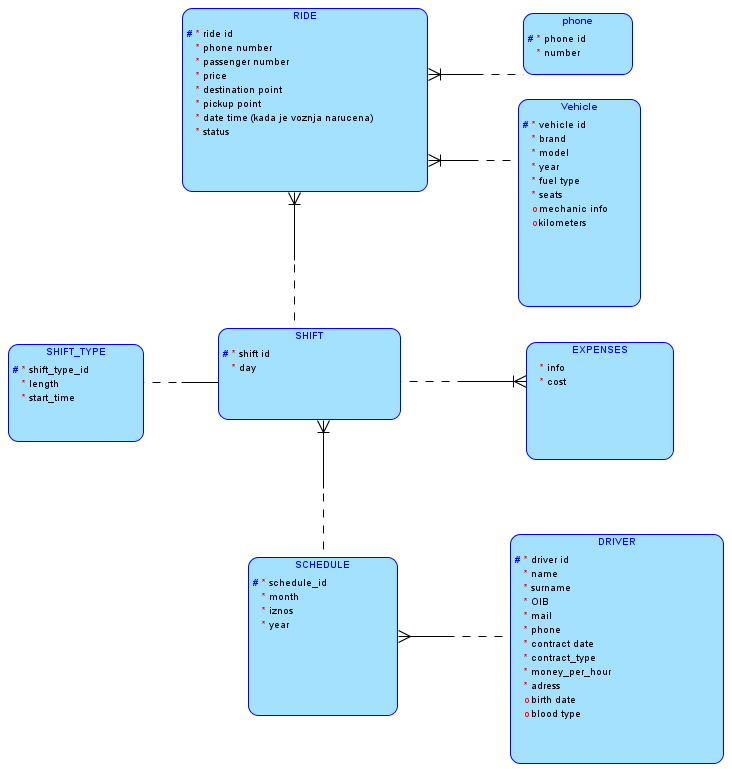 RIDE
# * ride id
* phone number
* passenger number
* price
* destination point
* pickup point
* date time (kada je voznja narucena)
* status
phone
# * phone id
* number
Vehicle
# * vehicle id
* brand
* model
* year
* fuel type
* seats
o mechanic info
o kilometers
SHIFT_TYPE
# * shift_type_id
* length
* start_time
SHIFT
# * shift id
* day
EXPENSES
* info
* cost
SCHEDULE
# * schedule_id
* month
* iznos
* year
DRIVER
# * driver id
* name
* surname
* OIB
* mail
* phone
* contract date
* contract_type
* money_per_hour
* adress
o birth date
o blood type